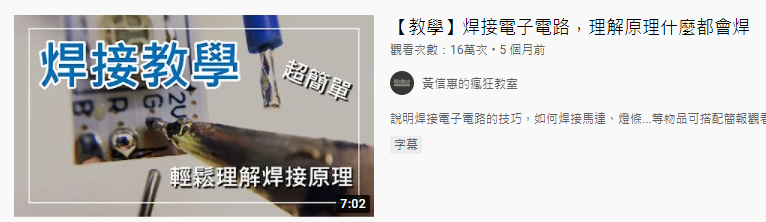 焊接教學
超簡單
B R G 12V
輕鬆理解焊接原理
7:02
【教學】焊接電子電路，理解原理什麼都會焊
觀看次數：16萬次 • 5 個月前
黃信惠的瘋狂教室
說明焊接電子電路的技巧，如何焊接馬達、燈條...等物品可搭配簡報觀看
字幕